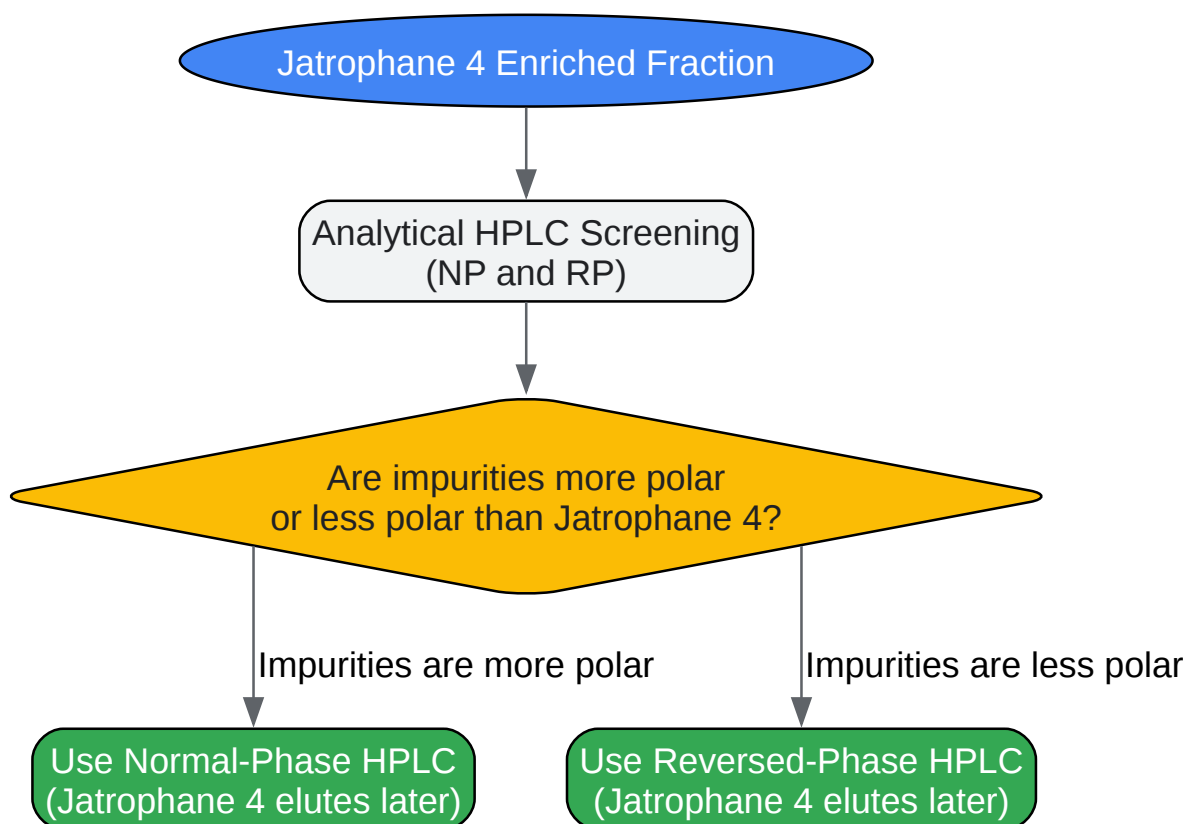 Jatrophane 4 Enriched Fraction
Analytical HPLC Screening
(NP and RP)
Are impurities more polar
or less polar than Jatrophane 4?
Impurities are more polar
Impurities are less polar
Use Normal-Phase HPLC
(Jatrophane 4 elutes later)
Use Reversed-Phase HPLC
(Jatrophane 4 elutes later)